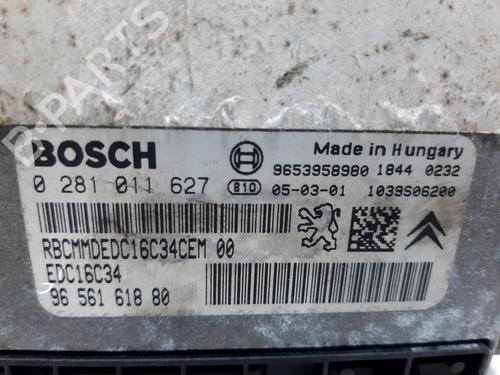 B-PARTS
BOSCH
Made in Hungary
9653958980 1844 0232
0 281 011 627 810 05-03-01 1039S06200
RBCMMDEDC16C34CEM 00
EDC16C34
96 561 618 80